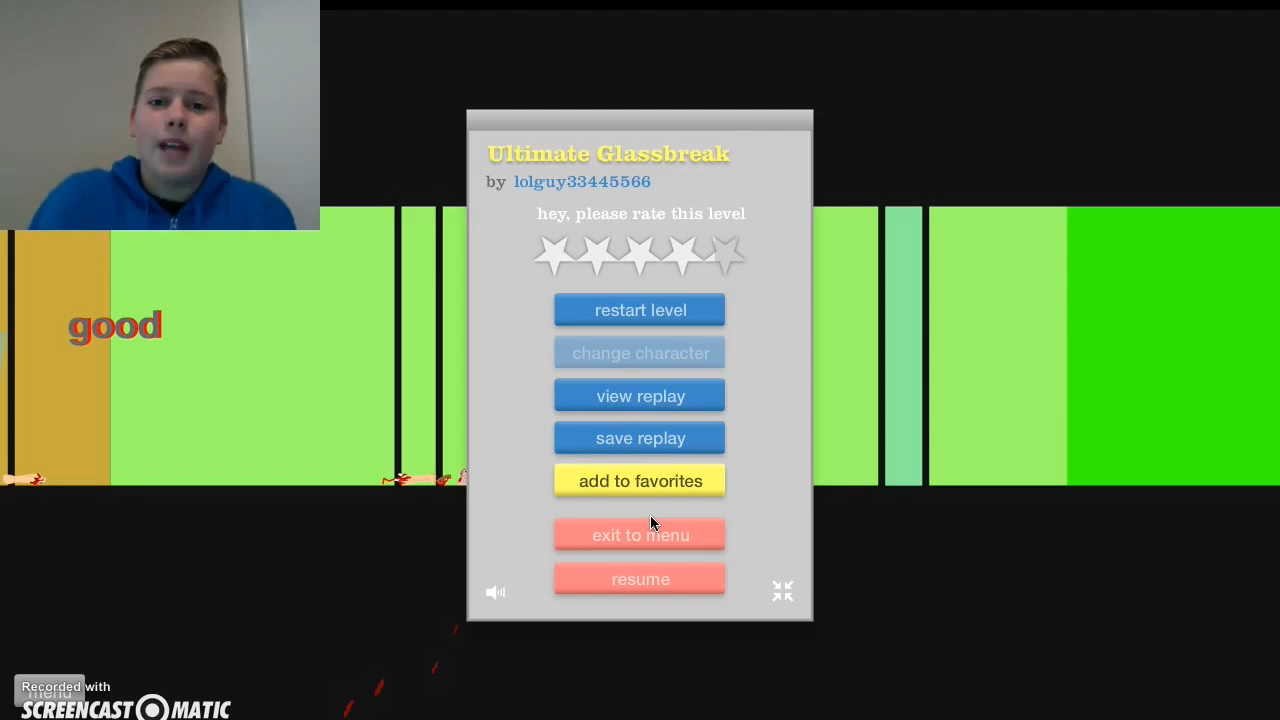 Ultimate Glassbreak
by lolguy33445566
hey, please rate this level
restart level
good
change character
view replay
save replay
add to favorites
exit to menu
resume
Recorded with
menu
SCREENCAST MATIC